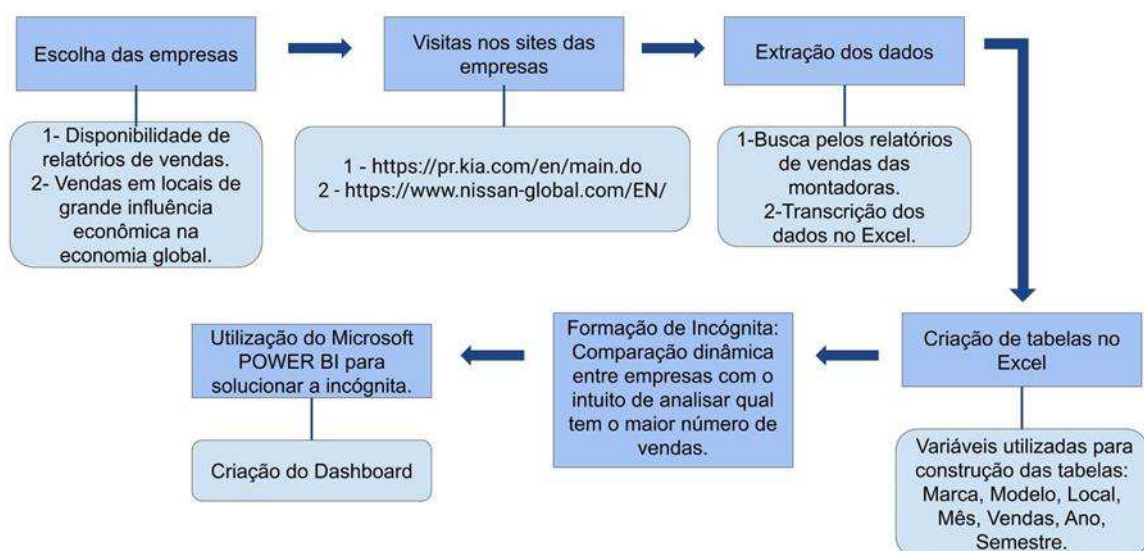 Escolha das empresas
Visitas nos sites das
empresas
Extração dos dados
1- Disponibilidade de
relatórios de vendas.
2- Vendas em locais de
grande influência
econômica na
economia global.
1 - https://pr.kia.com/en/main.do
2 - https://www.nissan-global.com/EN/
1-Busca pelos relatórios
de vendas das
montadoras.
2-Transcrição dos
dados no Excel.
Criação de tabelas no
Excel
Variáveis utilizadas para
construção das tabelas:
Marca, Modelo, Local,
Mês, Vendas, Ano,
Semestre.
Formação de Incógnita:
Comparação dinâmica
entre empresas com o
intuito de analisar qual
tem o maior número de
vendas.
Utilização do Microsoft
POWER BI para
solucionar a incógnita.
Criação do Dashboard